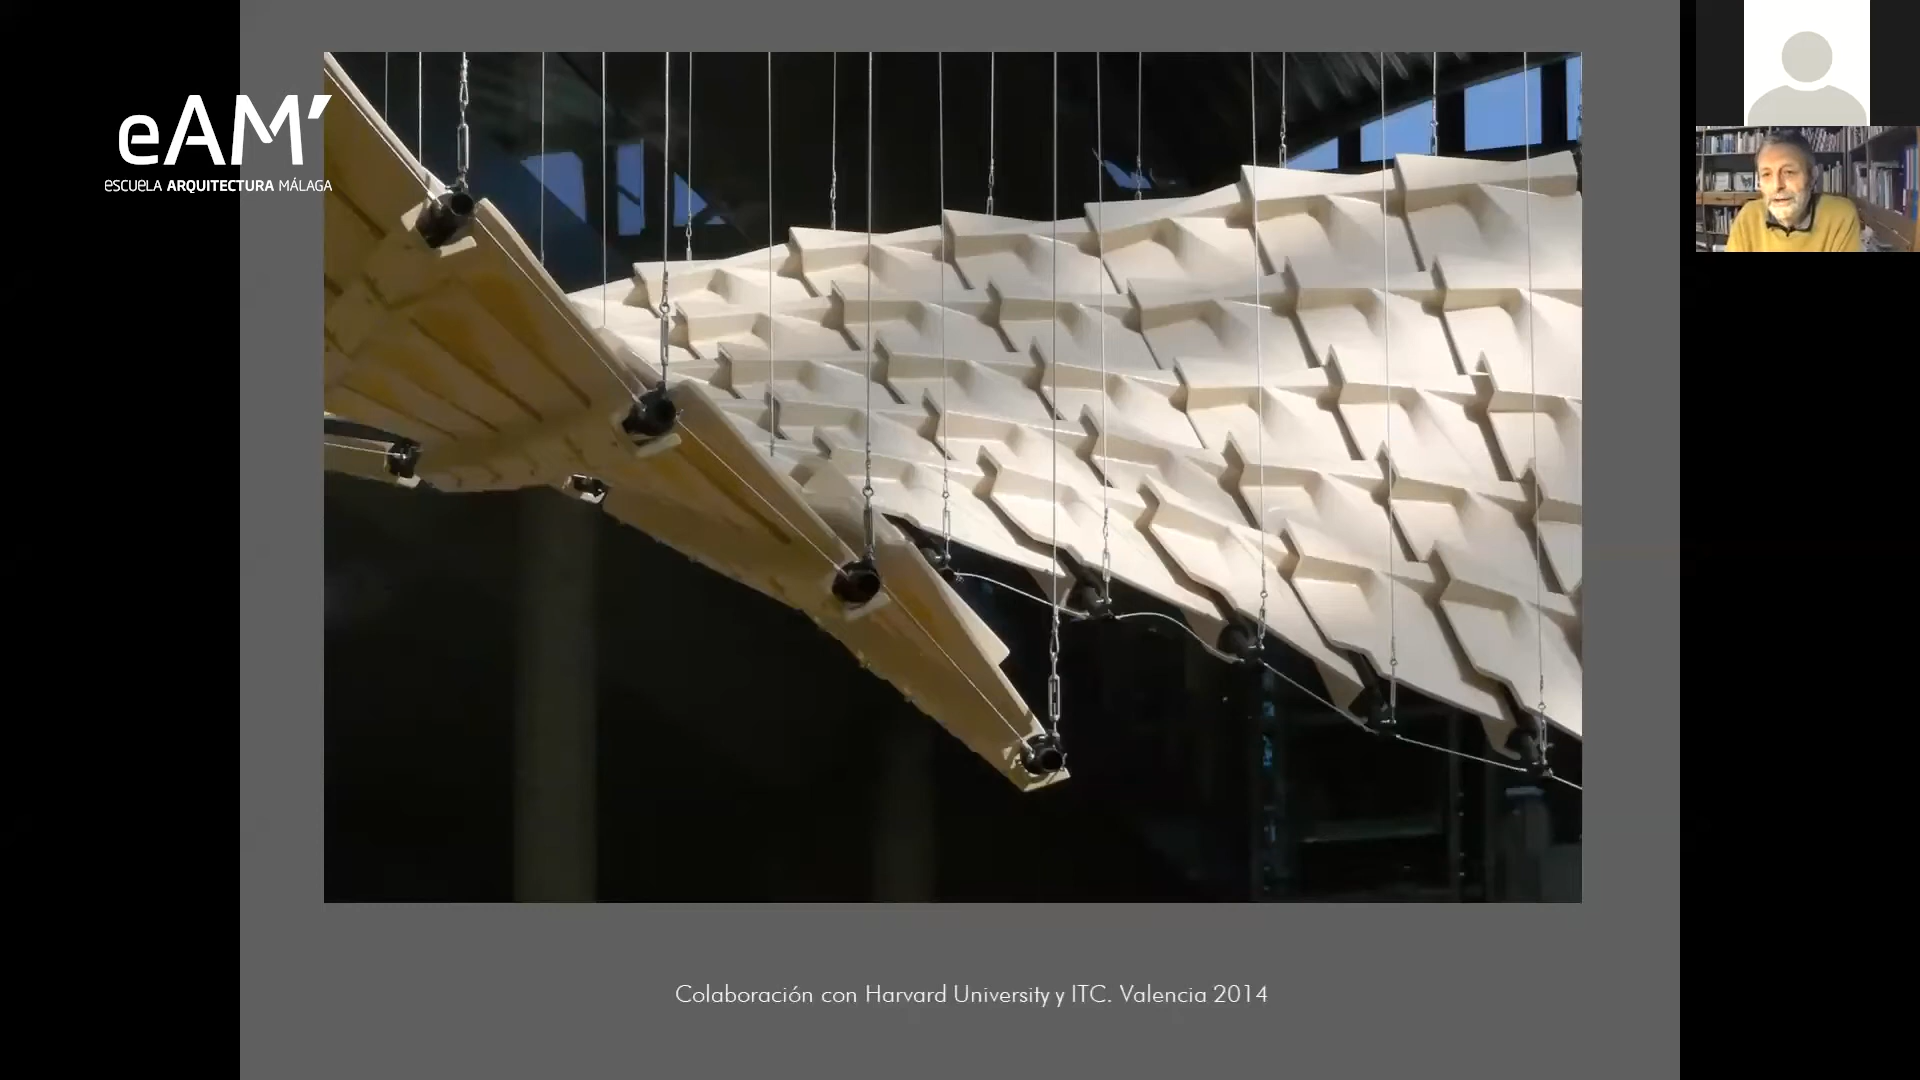 eAM'
escuela ARQUITECTURA MÁLAGA
Colaboración con Harvard University y ITC. Valencia 2014